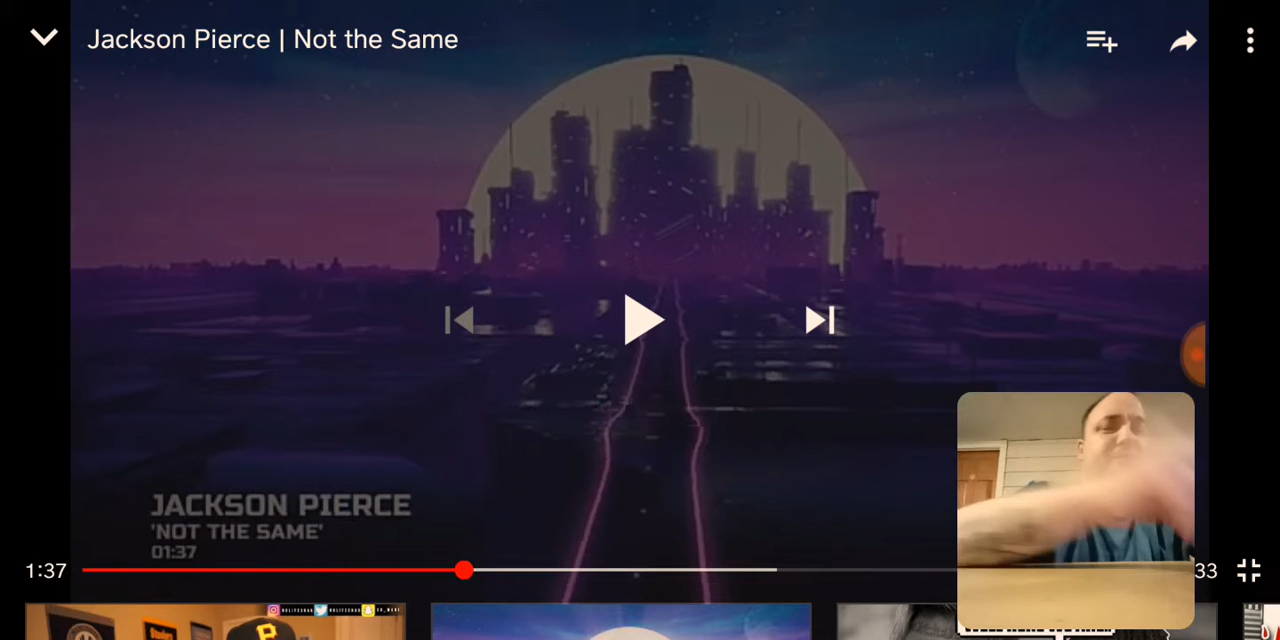 Jackson Pierce | Not the Same
JACKSON PIERCE
'NOT THE SAME'
01:37
1:37
33
P